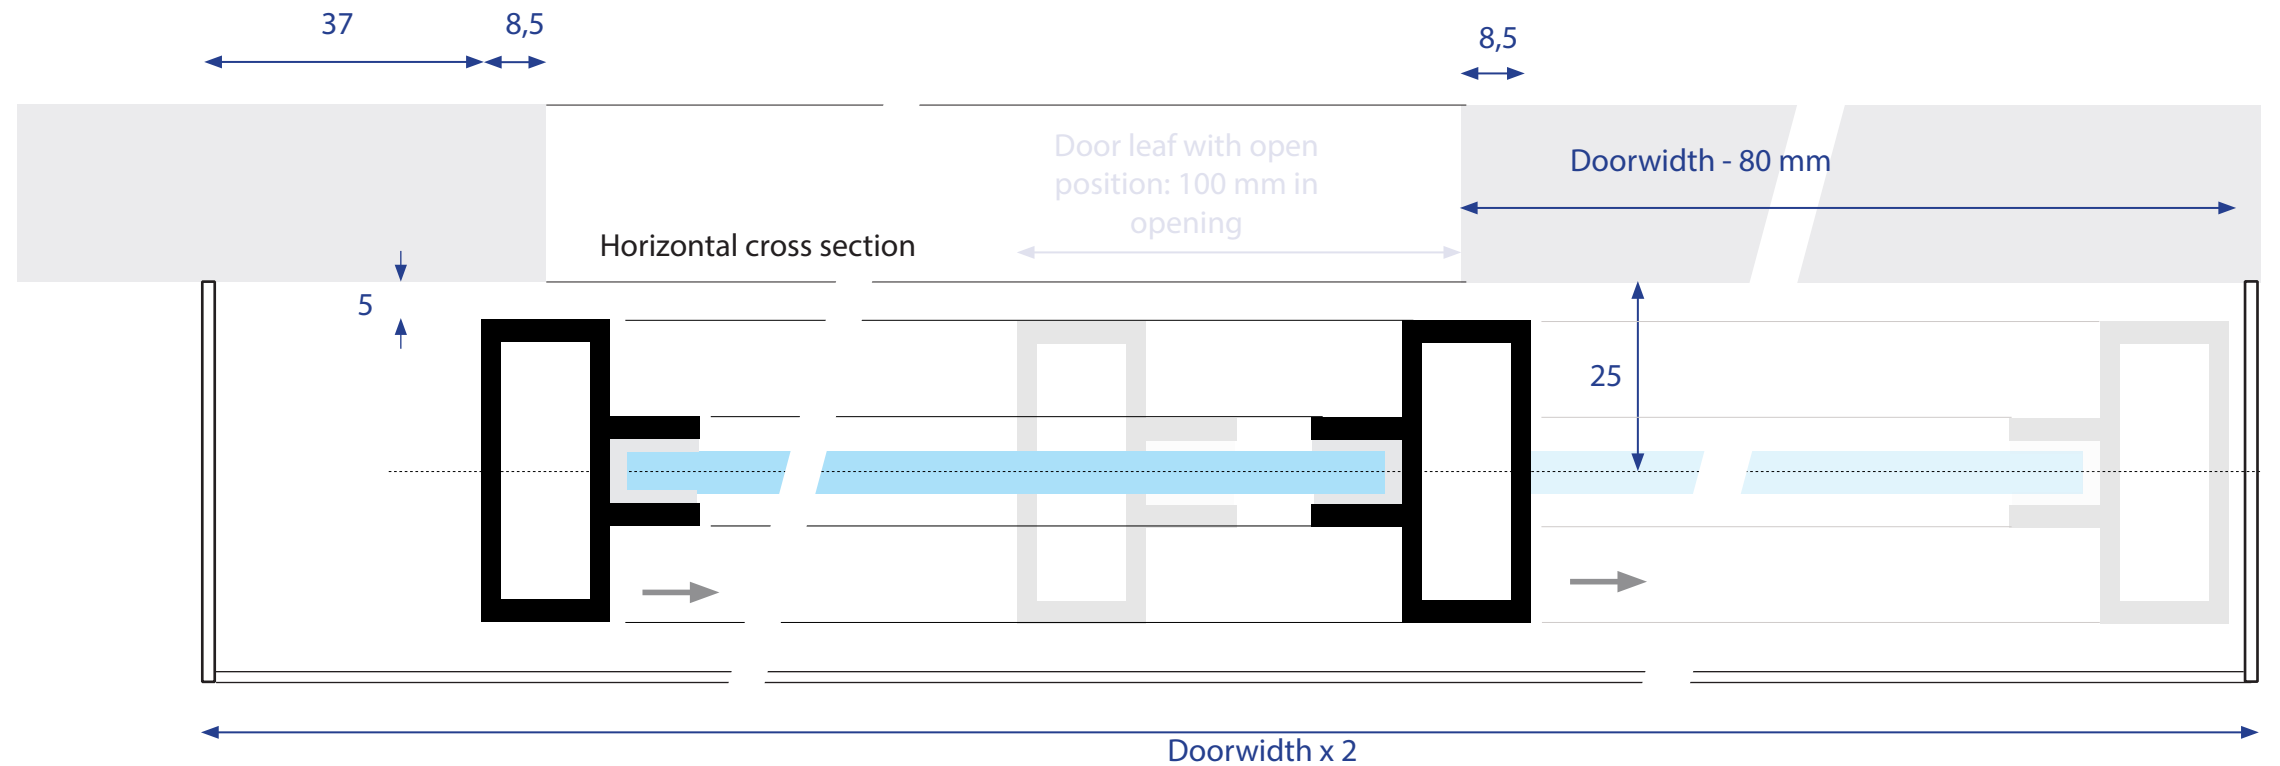 37
8,5
8,5
Door leaf with open
position: 100 mm in
opening
Doorwidth - 80 mm
Horizontal cross section
5
25
Doorwidth x 2